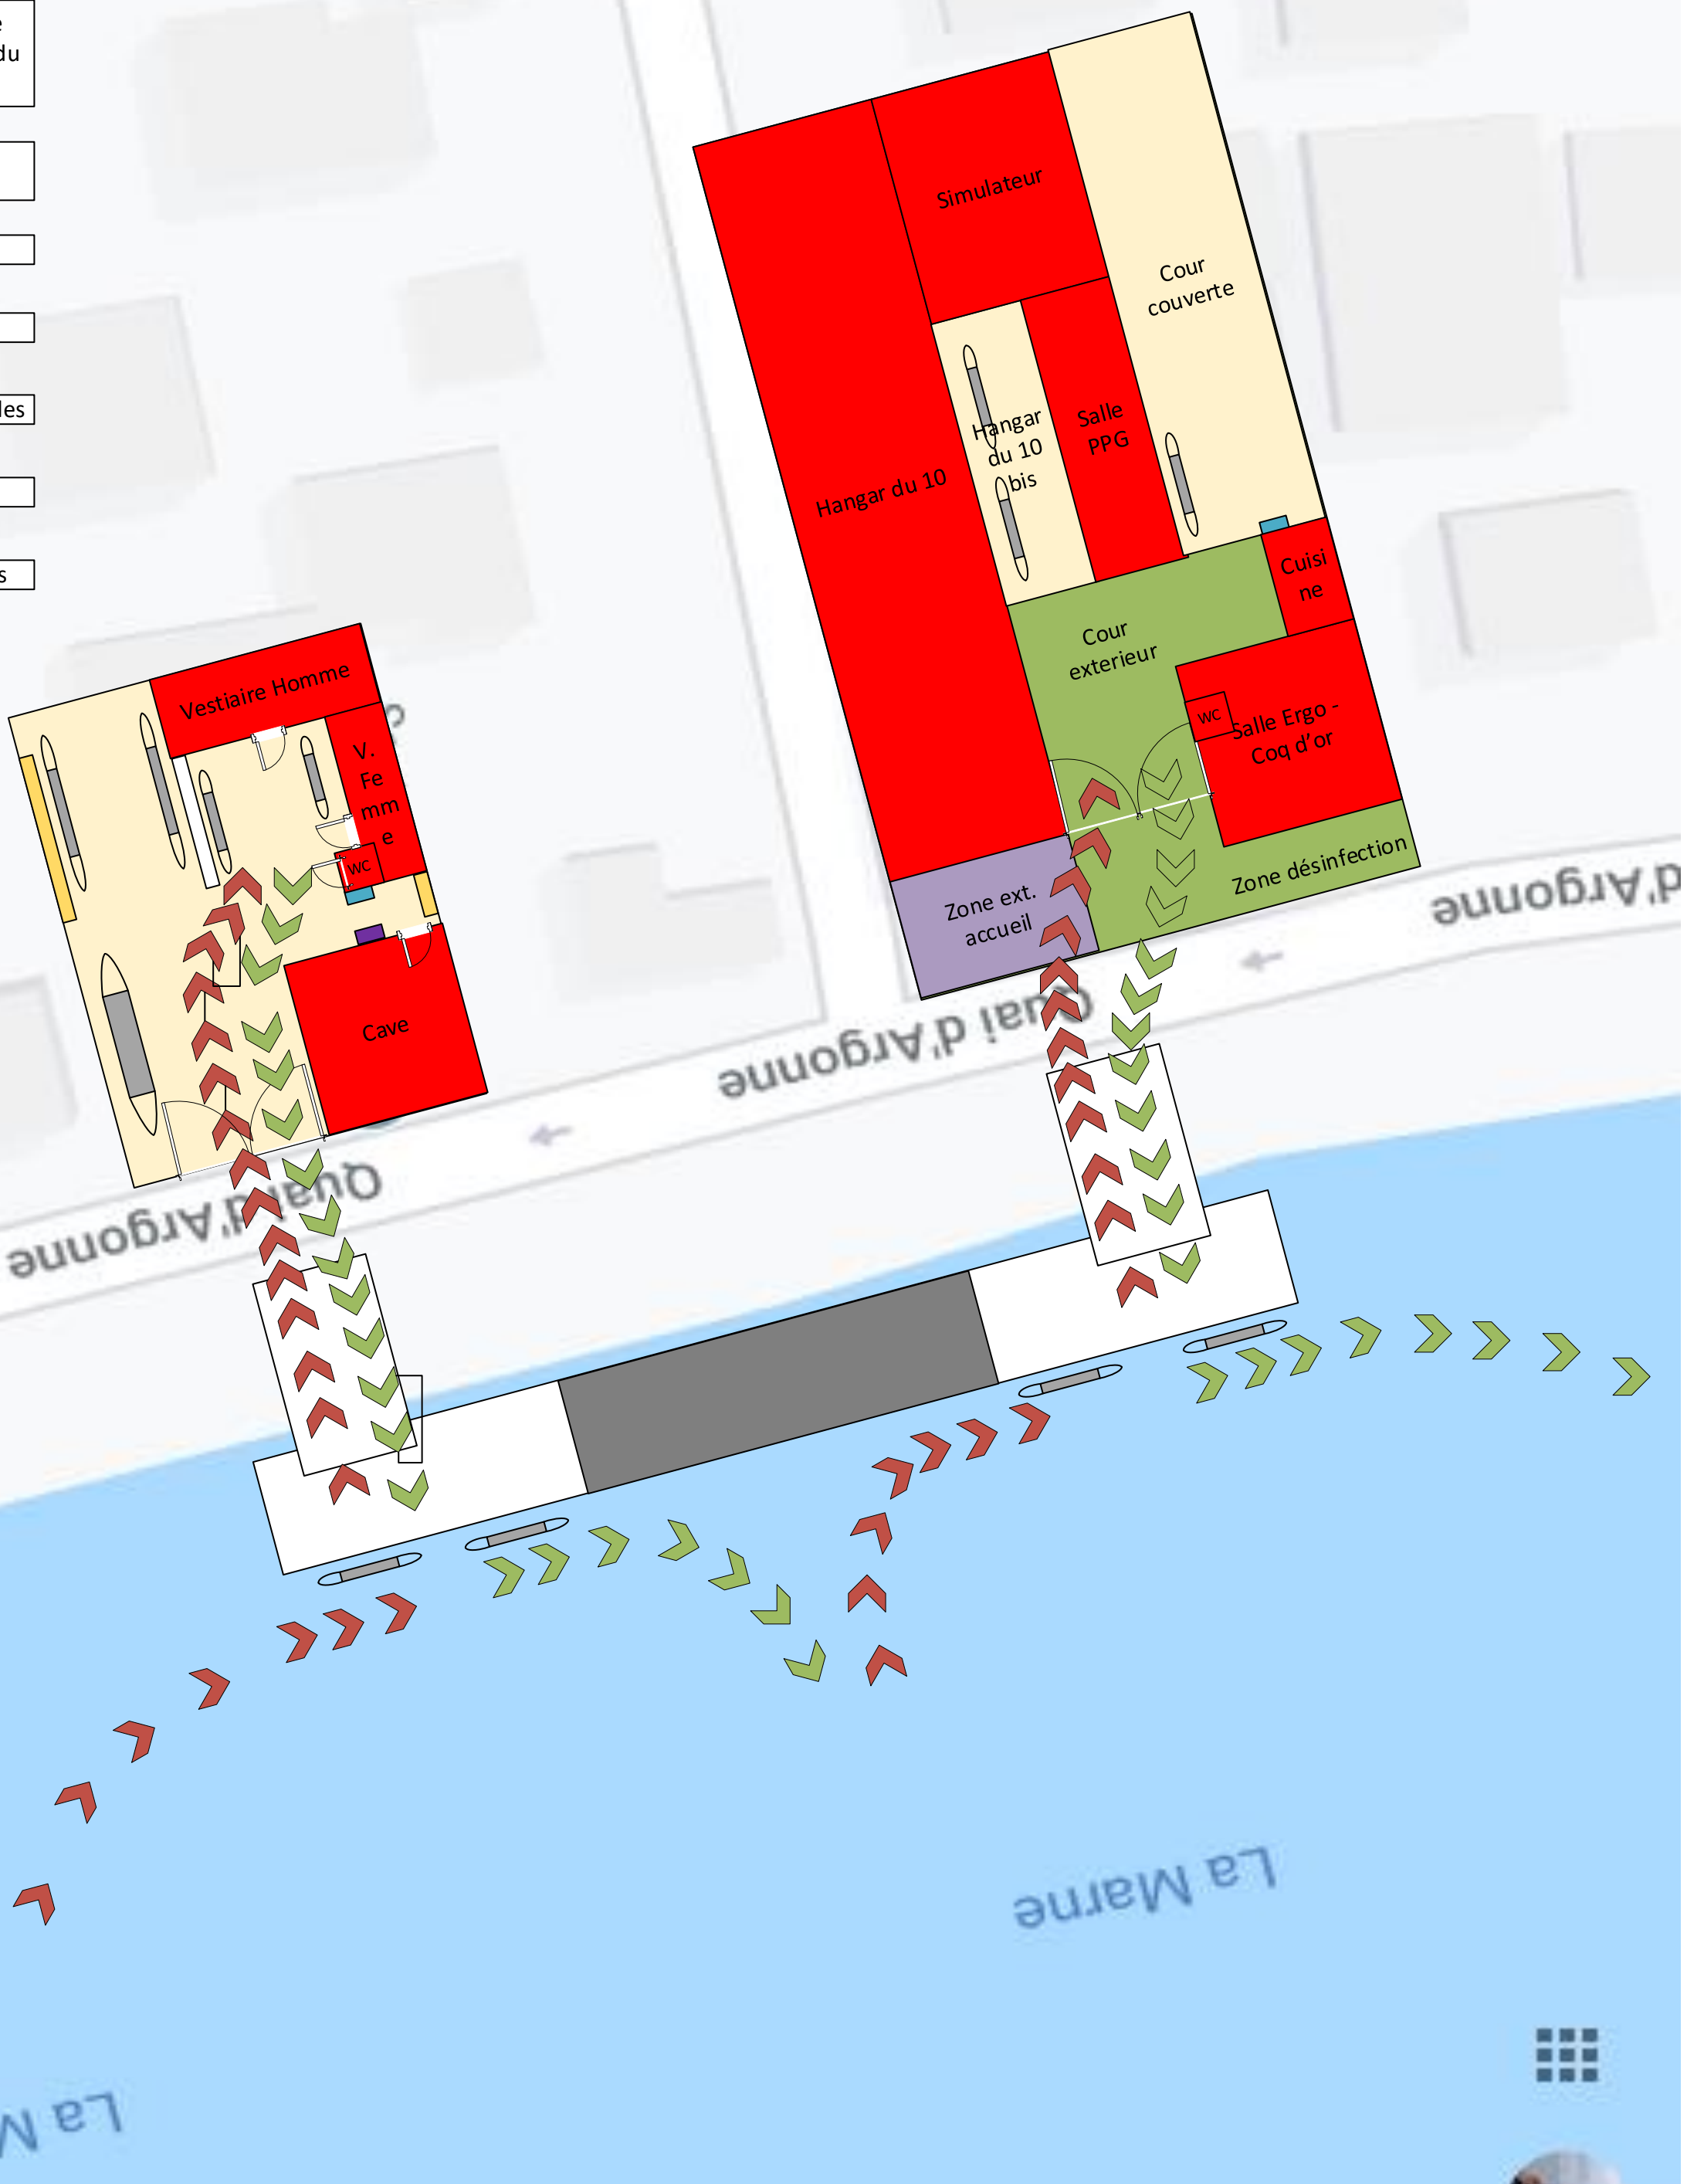 du
les
s
Simulateur
Cour
couverte
Hangar
du 10
bis
Salle
PPG
Hangar du 10
Cuisi
ne
Cour
exterieur
WC
Salle Ergo -
Coq d'or
Zone désinfection
Zone ext.
accueil
Vestiaire Homme
V.
Fe
mm
e
WC
Cave
Quai d'Argonne
Quai d'Argonne
d'Argonne
La Marne
La M